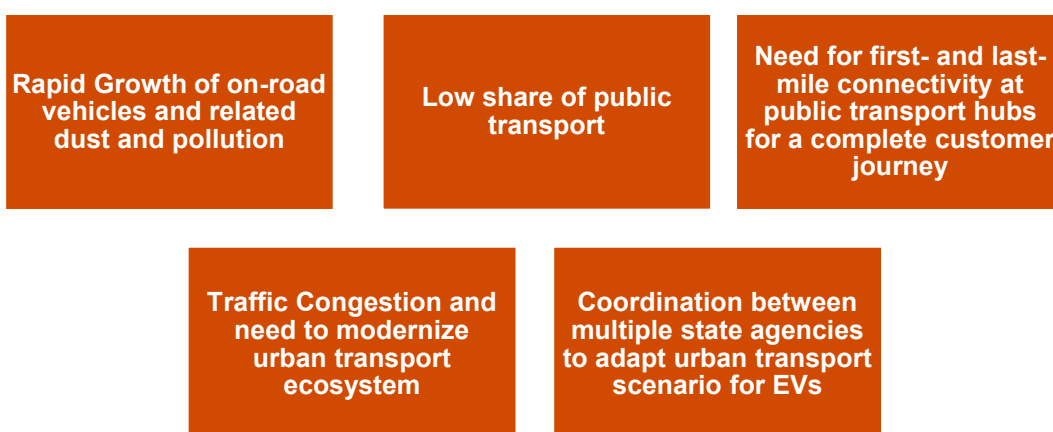 Rapid Growth of on-road
vehicles and related
dust and pollution
Low share of public
transport
Need for first- and last-
mile connectivity at
public transport hubs
for a complete customer
journey
Traffic Congestion and
need to modernize
urban transport
ecosystem
Coordination between
multiple state agencies
to adapt urban transport
scenario for EVs